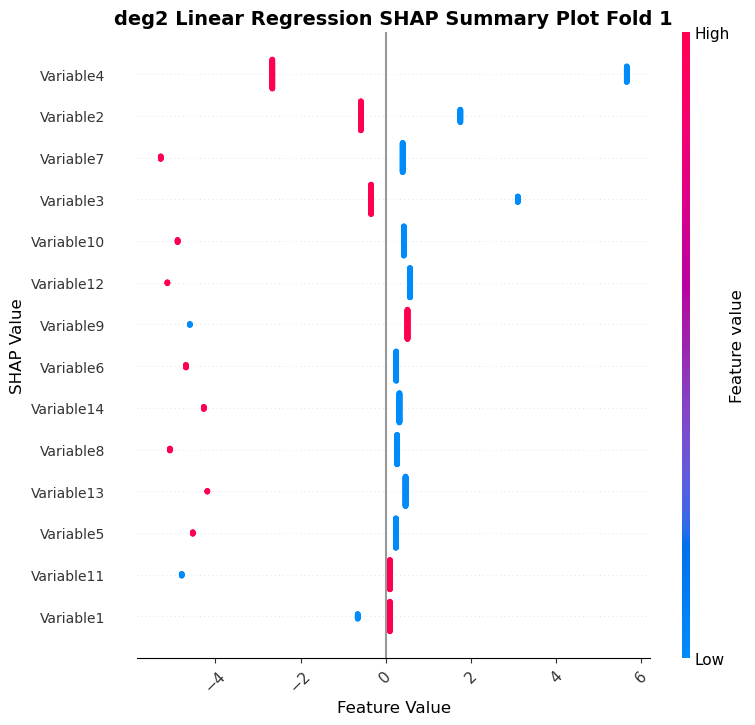 deg2 Linear Regression SHAP Summary Plot Fold 1
High
Variable4
Variable2
Variable7
Variable3
Variable10
Variable12
Variable9
Variable6
Variable14
Variable8
Variable13
Variable5
Variable11
Variable1
SHAP Value
Feature value
Low
−4 −2 0 2 4 6
Feature Value